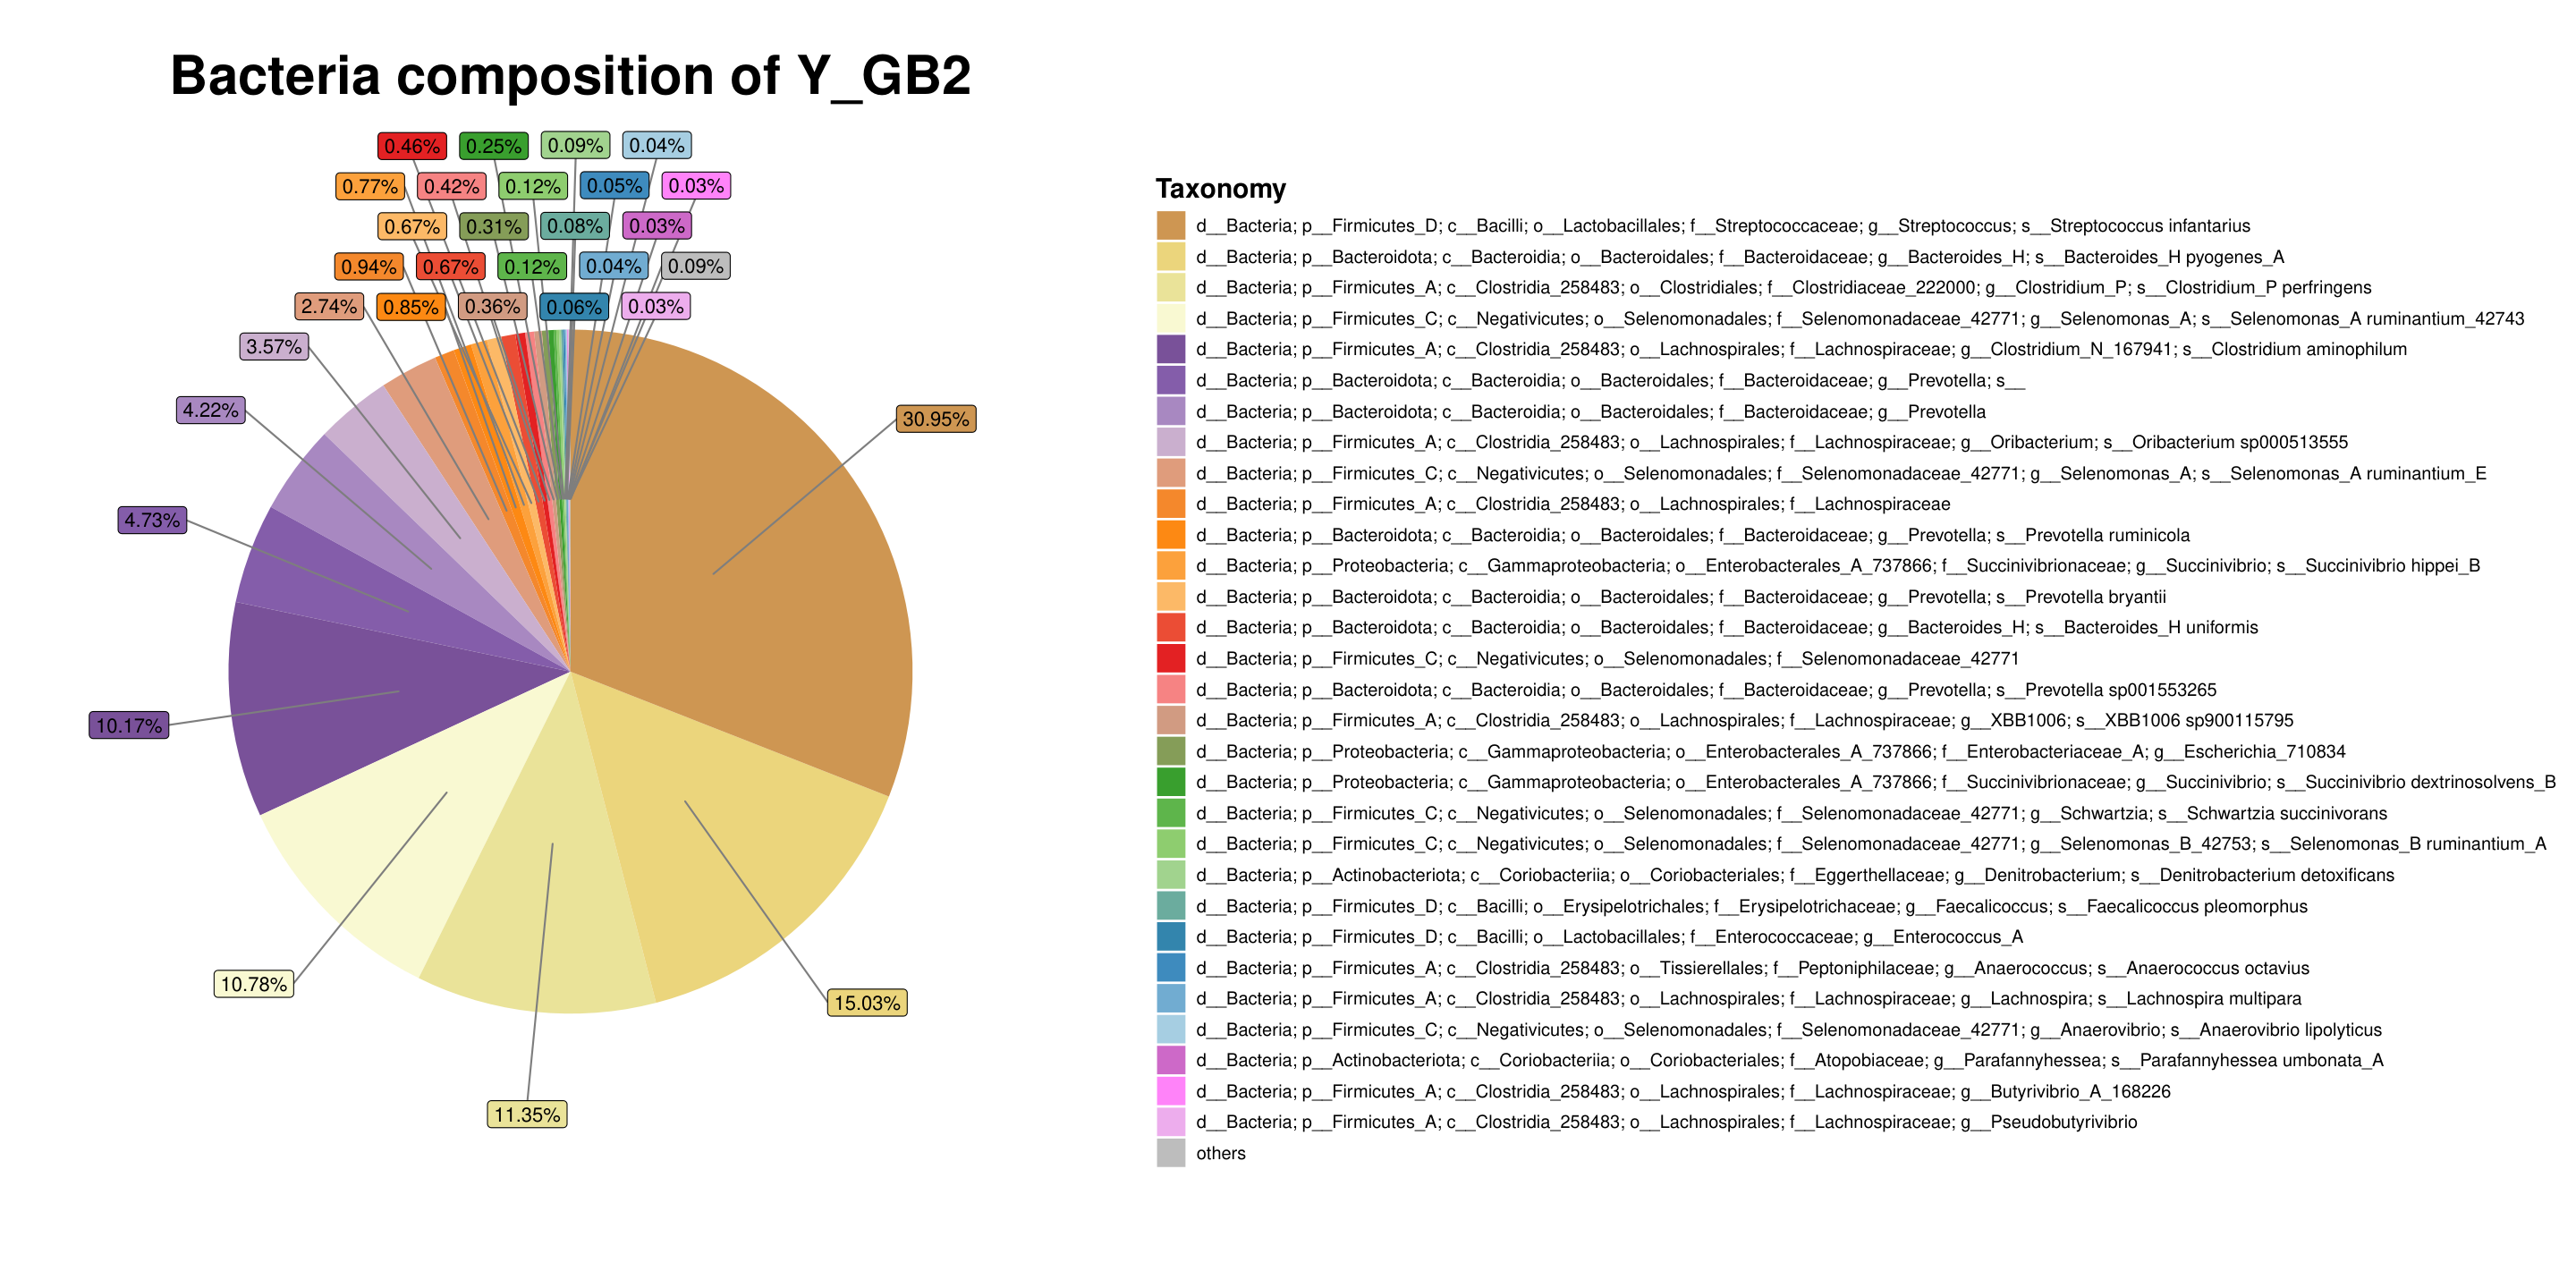 Bacteria composition of Y_GB2
0.46% 0.25% 0.09% 0.04%
0.77% 0.42% 0.12% 0.05% 0.03%
0.67% 0.31% 0.08% 0.03%
0.94% 0.67% 0.12% 0.04% 0.09%
2.74% 0.85% 0.36% 0.06% 0.03%
3.57%
4.22%
30.95%
4.73%
10.17%
10.78%
15.03%
11.35%
Taxonomy
d__Bacteria; p__Firmicutes_D; c__Bacilli; o__Lactobacillales; f__Streptococcaceae; g__Streptococcus; s__Streptococcus infantarius
d__Bacteria; p__Bacteroidota; c__Bacteroidia; o__Bacteroidales; f__Bacteroidaceae; g__Bacteroides_H; s__Bacteroides_H pyogenes_A
d__Bacteria; p__Firmicutes_A; c__Clostridia_258483; o__Clostridiales; f__Clostridiaceae_222000; g__Clostridium_P; s__Clostridium_P perfringens
d__Bacteria; p__Firmicutes_C; c__Negativicutes; o__Selenomonadales; f__Selenomonadaceae_42771; g__Selenomonas_A; s__Selenomonas_A ruminantium_42743
d__Bacteria; p__Firmicutes_A; c__Clostridia_258483; o__Lachnospirales; f__Lachnospiraceae; g__Clostridium_N_167941; s__Clostridium aminophilum
d__Bacteria; p__Bacteroidota; c__Bacteroidia; o__Bacteroidales; f__Bacteroidaceae; g__Prevotella; s__
d__Bacteria; p__Bacteroidota; c__Bacteroidia; o__Bacteroidales; f__Bacteroidaceae; g__Prevotella
d__Bacteria; p__Firmicutes_A; c__Clostridia_258483; o__Lachnospirales; f__Lachnospiraceae; g__Oribacterium; s__Oribacterium sp000513555
d__Bacteria; p__Firmicutes_C; c__Negativicutes; o__Selenomonadales; f__Selenomonadaceae_42771; g__Selenomonas_A; s__Selenomonas_A ruminantium_E
d__Bacteria; p__Firmicutes_A; c__Clostridia_258483; o__Lachnospirales; f__Lachnospiraceae
d__Bacteria; p__Bacteroidota; c__Bacteroidia; o__Bacteroidales; f__Bacteroidaceae; g__Prevotella; s__Prevotella ruminicola
d__Bacteria; p__Proteobacteria; c__Gammaproteobacteria; o__Enterobacterales_A_737866; f__Succinivibrionaceae; g__Succinivibrio; s__Succinivibrio hippei_B
d__Bacteria; p__Bacteroidota; c__Bacteroidia; o__Bacteroidales; f__Bacteroidaceae; g__Prevotella; s__Prevotella bryantii
d__Bacteria; p__Bacteroidota; c__Bacteroidia; o__Bacteroidales; f__Bacteroidaceae; g__Bacteroides_H; s__Bacteroides_H uniformis
d__Bacteria; p__Firmicutes_C; c__Negativicutes; o__Selenomonadales; f__Selenomonadaceae_42771
d__Bacteria; p__Bacteroidota; c__Bacteroidia; o__Bacteroidales; f__Bacteroidaceae; g__Prevotella; s__Prevotella sp001553265
d__Bacteria; p__Firmicutes_A; c__Clostridia_258483; o__Lachnospirales; f__Lachnospiraceae; g__XBB1006; s__XBB1006 sp900115795
d__Bacteria; p__Proteobacteria; c__Gammaproteobacteria; o__Enterobacterales_A_737866; f__Enterobacteriaceae_A; g__Escherichia_710834
d__Bacteria; p__Proteobacteria; c__Gammaproteobacteria; o__Enterobacterales_A_737866; f__Succinivibrionaceae; g__Succinivibrio; s__Succinivibrio dextrinosolvens_B
d__Bacteria; p__Firmicutes_C; c__Negativicutes; o__Selenomonadales; f__Selenomonadaceae_42771; g__Schwartzia; s__Schwartzia succinivorans
d__Bacteria; p__Firmicutes_C; c__Negativicutes; o__Selenomonadales; f__Selenomonadaceae_42771; g__Selenomonas_B_42753; s__Selenomonas_B ruminantium_A
d__Bacteria; p__Actinobacteriota; c__Coriobacteriia; o__Coriobacteriales; f__Eggerthellaceae; g__Denitrobacterium; s__Denitrobacterium detoxificans
d__Bacteria; p__Firmicutes_D; c__Bacilli; o__Erysipelotrichales; f__Erysipelotrichaceae; g__Faecalicoccus; s__Faecalicoccus pleomorphus
d__Bacteria; p__Firmicutes_D; c__Bacilli; o__Lactobacillales; f__Enterococcaceae; g__Enterococcus_A
d__Bacteria; p__Firmicutes_A; c__Clostridia_258483; o__Tissierellales; f__Peptoniphilaceae; g__Anaerococcus; s__Anaerococcus octavius
d__Bacteria; p__Firmicutes_A; c__Clostridia_258483; o__Lachnospirales; f__Lachnospiraceae; g__Lachnospira; s__Lachnospira multipara
d__Bacteria; p__Firmicutes_C; c__Negativicutes; o__Selenomonadales; f__Selenomonadaceae_42771; g__Anaerovibrio; s__Anaerovibrio lipolyticus
d__Bacteria; p__Actinobacteriota; c__Coriobacteriia; o__Coriobacteriales; f__Atopobiaceae; g__Parafannyhessea; s__Parafannyhessea umbonata_A
d__Bacteria; p__Firmicutes_A; c__Clostridia_258483; o__Lachnospirales; f__Lachnospiraceae; g__Butyrivibrio_A_168226
d__Bacteria; p__Firmicutes_A; c__Clostridia_258483; o__Lachnospirales; f__Lachnospiraceae; g__Pseudobutyrivibrio
others